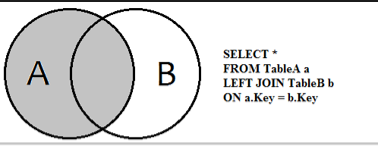 A
B
SELECT *
FROM TableA a
LEFT JOIN TableB b
ON a.Key = b.Key